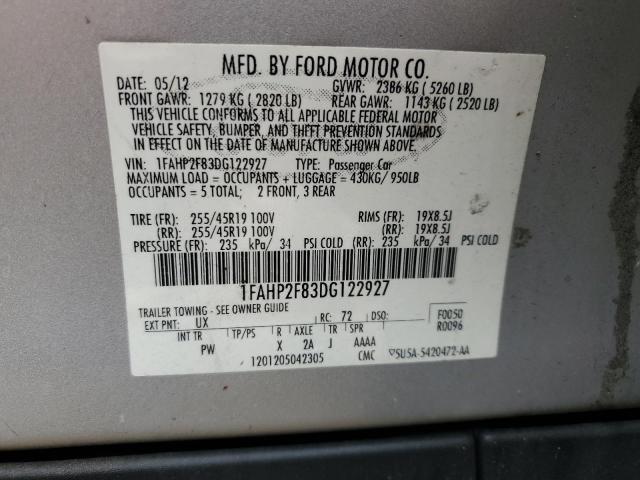 MFD. BY FORD MOTOR CO.
DATE: 05/12 GVWR: 2386 KG ( 5260 LB)
FRONT GAWR: 1279 KG ( 2820 LB) REAR GAWR: 1143 KG ( 2520 LB)
THIS VEHICLE CONFORMS TO ALL APPLICABLE FEDERAL MOTOR
VEHICLE SAFETY, BUMPER, AND THEFT PREVENTION STANDARDS
IN EFFECT ON THE DATE OF MANUFACTURE SHOWN ABOVE.
VIN: 1FAHP2F83DG122927 TYPE: Passenger Car
MAXIMUM LOAD = OCCUPANTS + LUGGAGE = 430KG/ 950LB
OCCUPANTS = 5 TOTAL; 2 FRONT, 3 REAR
TIRE (FR): 255/45R19 100V RIMS (FR): 19X8.5J
(RR): 255/45R19 100V (RR): 19X8.5J
PRESSURE (FR): 235 kPa/ 34 PSI COLD (RR): 235 kPa/ 34 PSI COLD
1FAHP2F83DG122927
TRAILER TOWING - SEE OWNER GUIDE
EXT PNT: UX RC: 72 DSO: F0050
INT TR TP/PS R AXLE TR SPR R0096
PW X 2A J AAAA
1201205042305 CMC ▽5U5A-5420472-AA